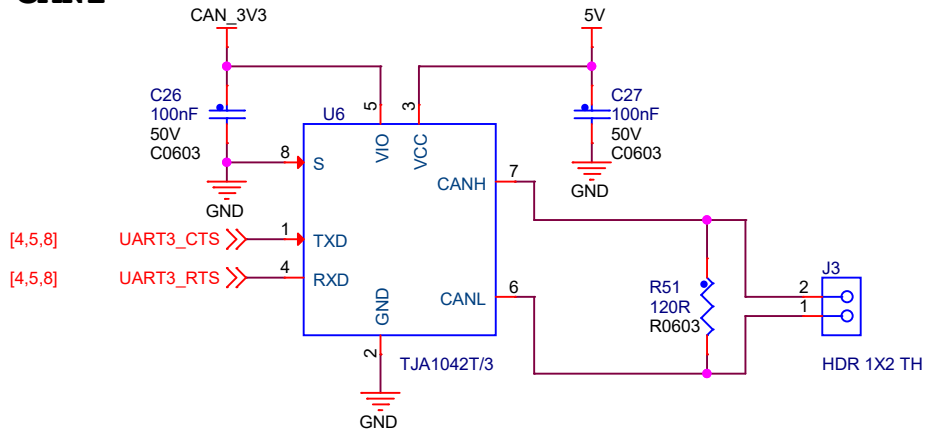 CAN_3V3
5V
C26
100nF
50V
C0603
C27
100nF
50V
C0603
U6
5
3
VIO
VCC
8
S
GND
GND
CANH
7
[4,5,8]
UART3_CTS
1
TXD
[4,5,8]
UART3_RTS
4
RXD
GND
2
CANL
6
TJA1042T/3
GND
R51
120R
R0603
J3
2
1
HDR 1X2 TH